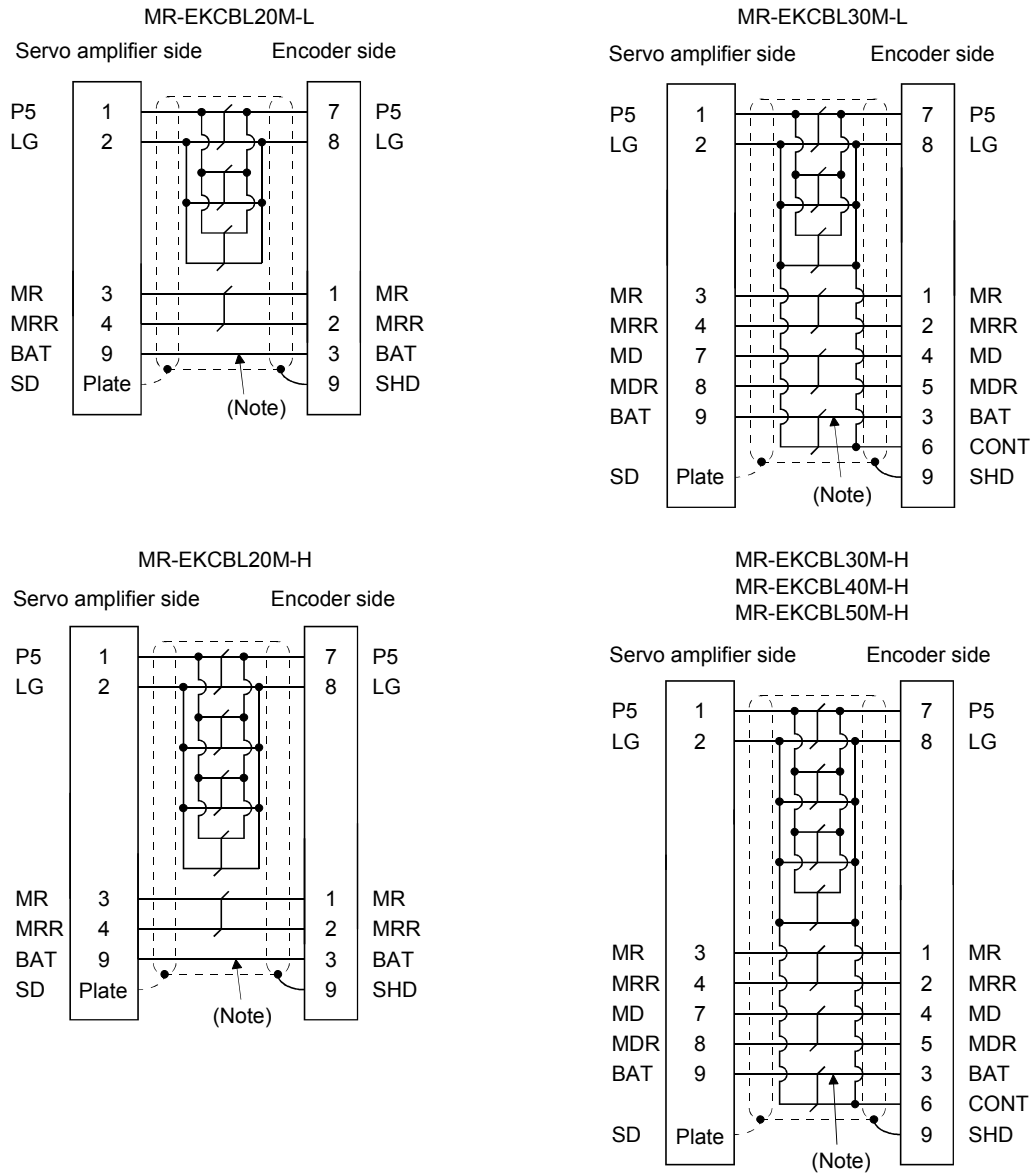 MR-EKCBL20M-L
Servo amplifier side Encoder side
P5 1 7 P5
LG 2 8 LG
MR 3 1 MR
MRR 4 2 MRR
BAT 9 3 BAT
SD Plate 9 SHD
(Note)
MR-EKCBL30M-L
Servo amplifier side Encoder side
P5 1 7 P5
LG 2 8 LG
MR 3 1 MR
MRR 4 2 MRR
MD 7 4 MD
MDR 8 5 MDR
BAT 9 3 BAT
6 CONT
SD Plate 9 SHD
(Note)
MR-EKCBL20M-H
Servo amplifier side Encoder side
P5 1 7 P5
LG 2 8 LG
MR 3 1 MR
MRR 4 2 MRR
BAT 9 3 BAT
SD Plate 9 SHD
(Note)
MR-EKCBL30M-H
MR-EKCBL40M-H
MR-EKCBL50M-H
Servo amplifier side Encoder side
P5 1 7 P5
LG 2 8 LG
MR 3 1 MR
MRR 4 2 MRR
MD 7 4 MD
MDR 8 5 MDR
BAT 9 3 BAT
6 CONT
SD Plate 9 SHD
(Note)